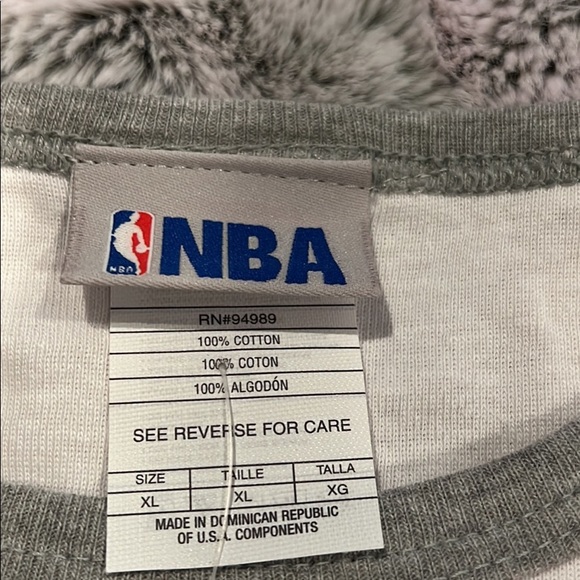 NBA
NBA
RN#94989
100% COTTON
100% COTON
100% ALGODÓN
SEE REVERSE FOR CARE
SIZE TAILLE TALLA
XL XL XG
MADE IN DOMINICAN REPUBLIC
OF U.S.A. COMPONENTS